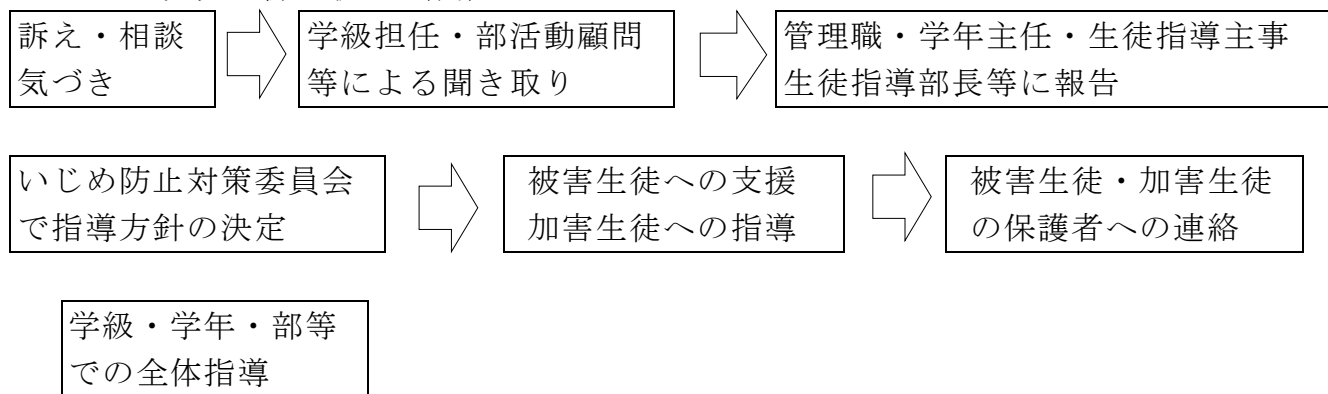 訴え・相談
気づき
学級担任・部活動顧問
等による聞き取り
管理職・学年主任・生徒指導主事
生徒指導部長等に報告
いじめ防止対策委員会
で指導方針の決定
被害生徒への支援
加害生徒への指導
被害生徒・加害生徒
の保護者への連絡
学級・学年・部等
での全体指導